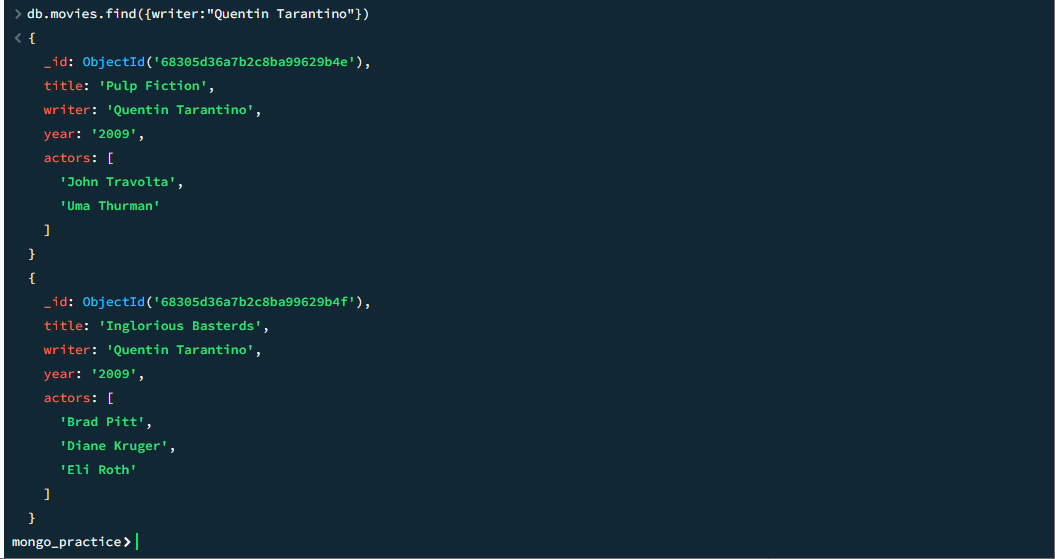 > db.movies.find({writer:"Quentin Tarantino"})
< {
_id: ObjectId('68305d36a7b2c8ba99629b4e'),
title: 'Pulp Fiction',
writer: 'Quentin Tarantino',
year: '2009',
actors: [
'John Travolta',
'Uma Thurman'
]
}
{
_id: ObjectId('68305d36a7b2c8ba99629b4f'),
title: 'Inglorious Basterds',
writer: 'Quentin Tarantino',
year: '2009',
actors: [
'Brad Pitt',
'Diane Kruger',
'Eli Roth'
]
}
mongo_practice>